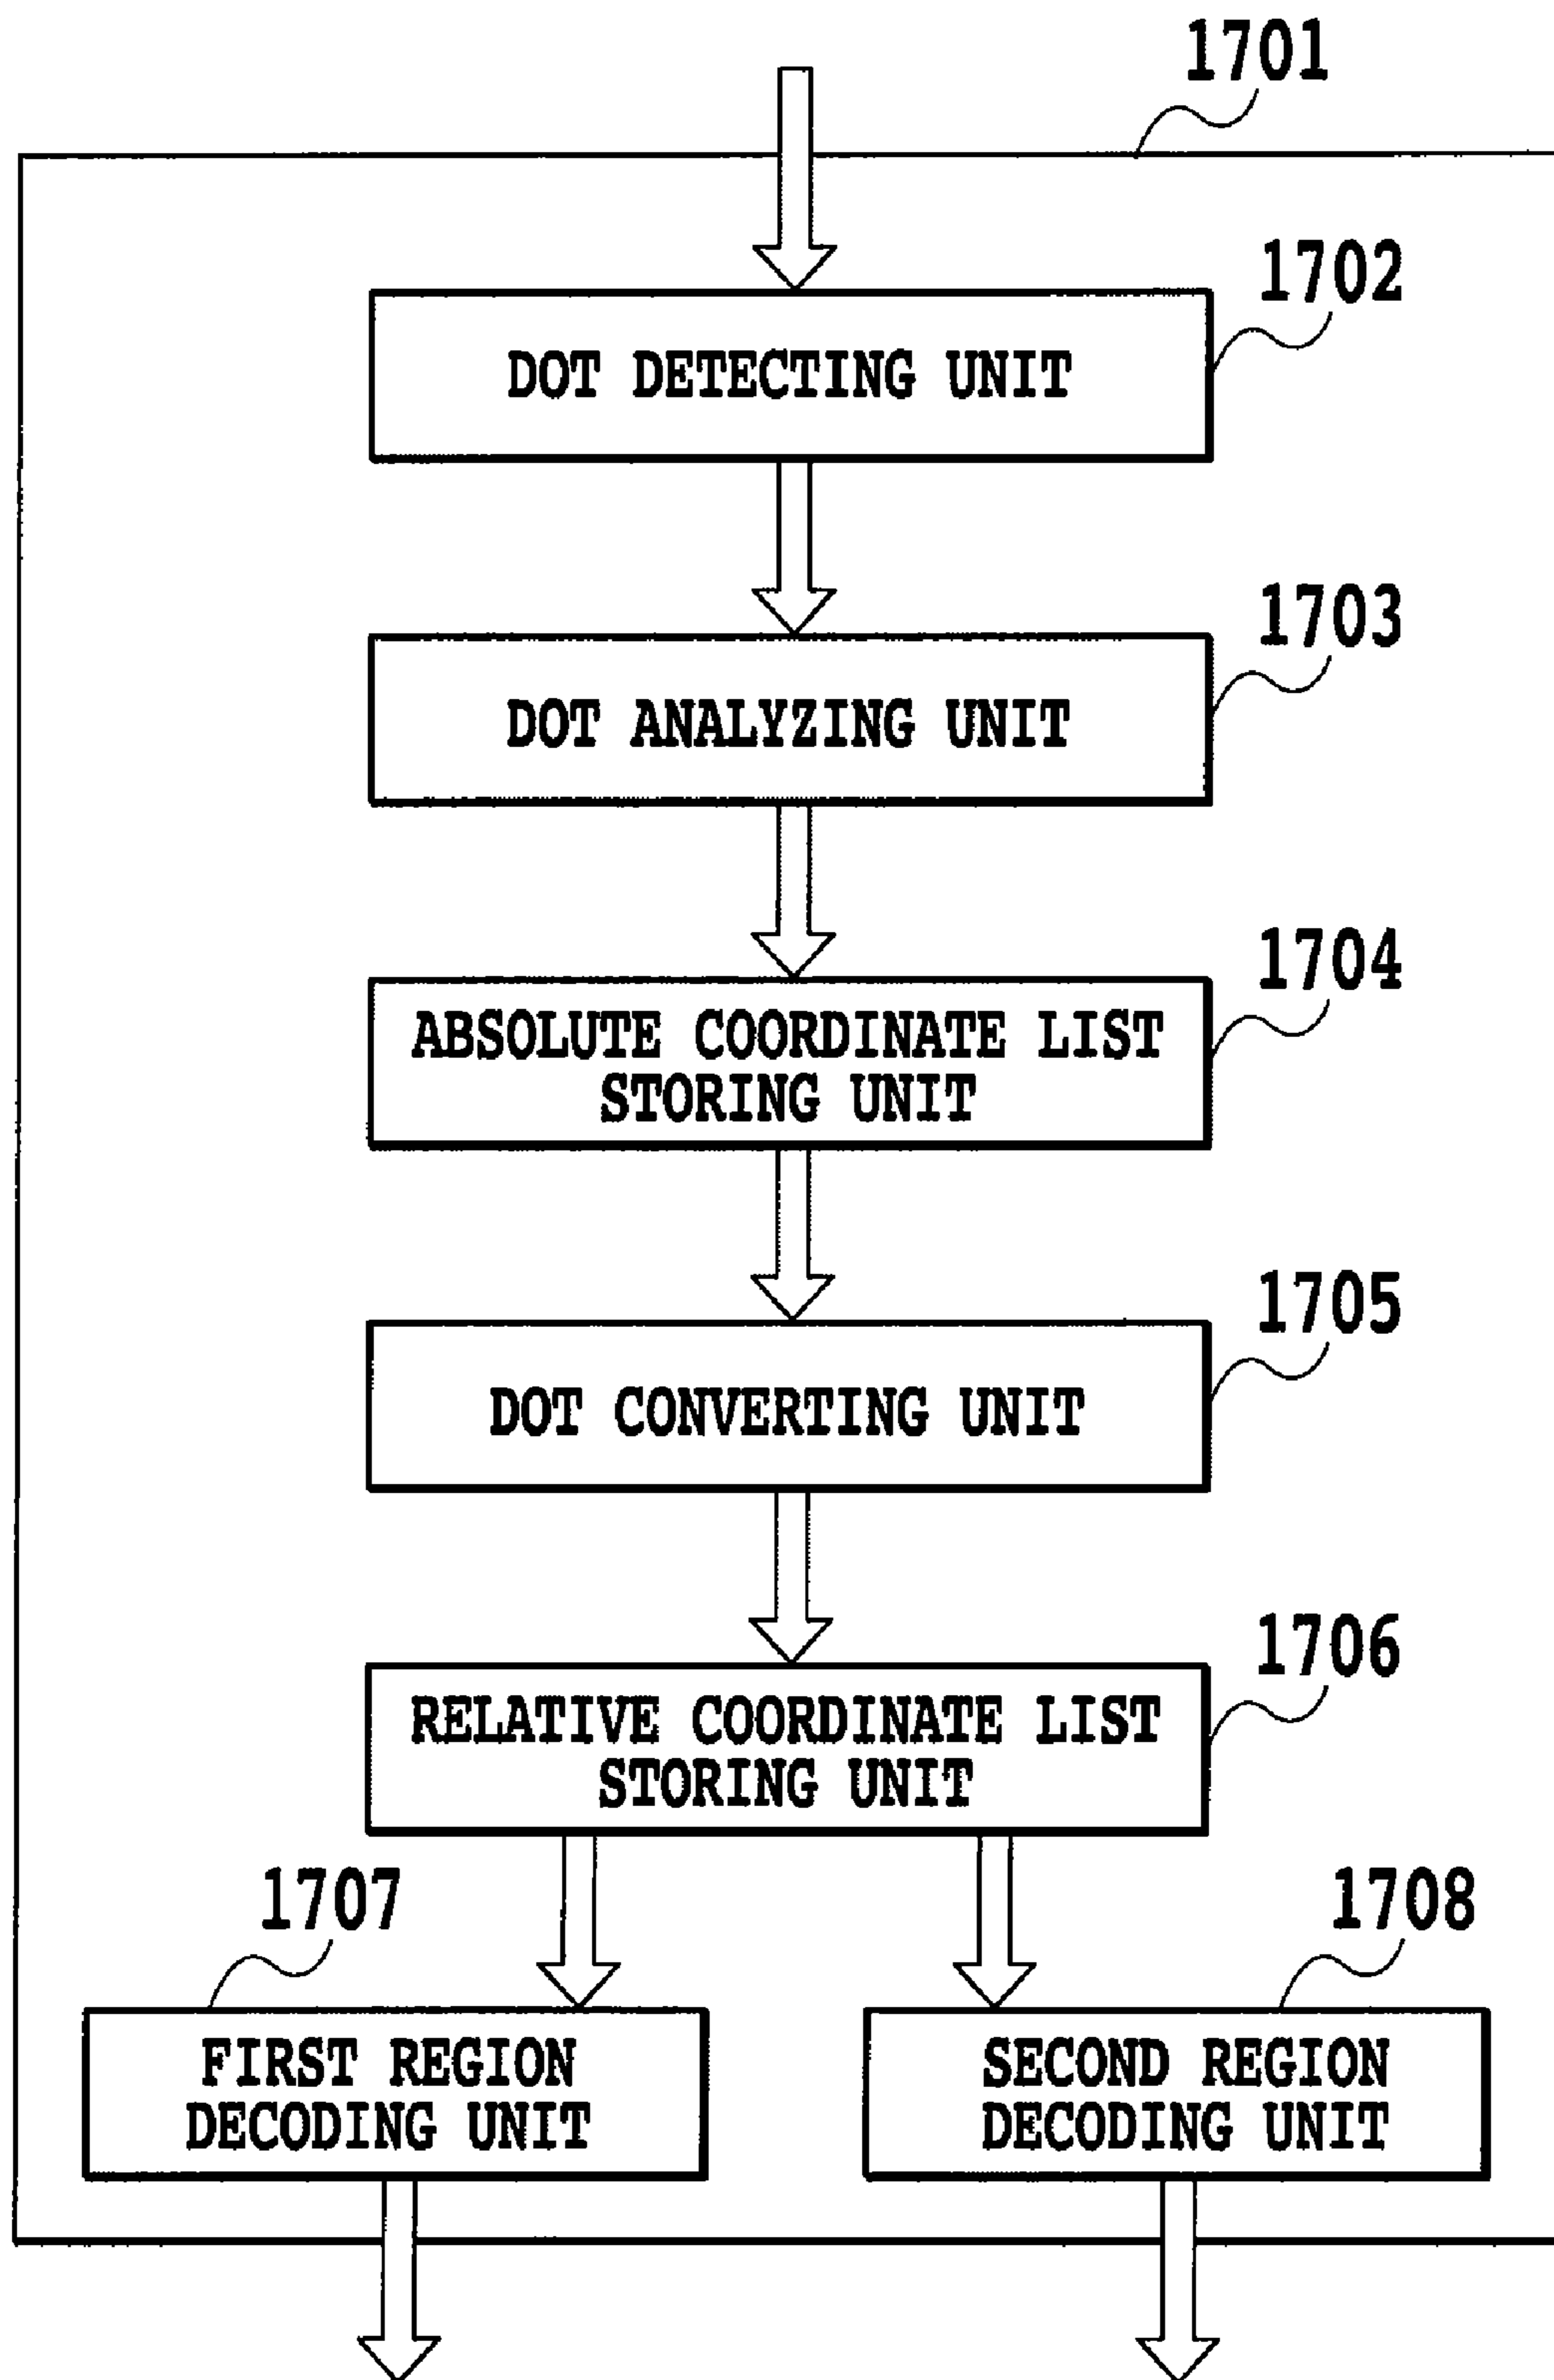 1701
1702
DOT DETECTING UNIT
1703
DOT ANALYZING UNIT
1704
ABSOLUTE COORDINATE LIST
STORING UNIT
1705
DOT CONVERTING UNIT
1706
RELATIVE COORDINATE LIST
STORING UNIT
1707
1708
FIRST REGION
DECODING UNIT
SECOND REGION
DECODING UNIT